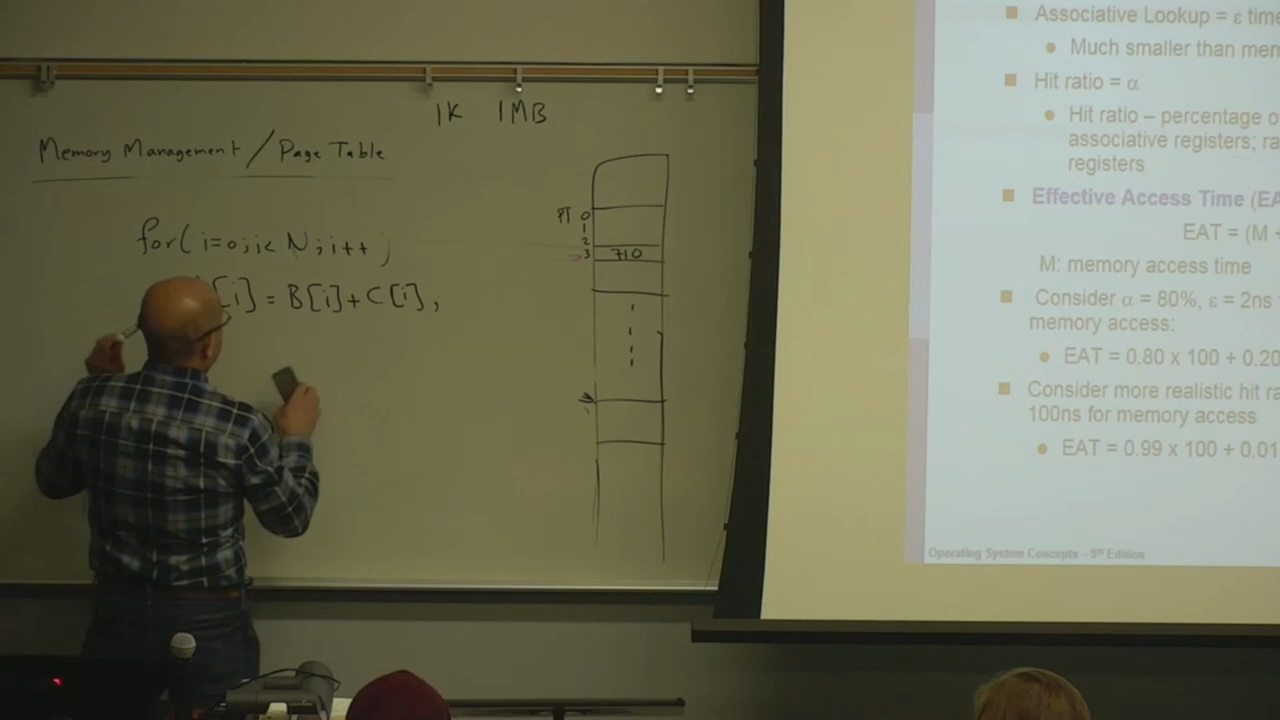 1K 1MB
Memory Management / Page Table
for( i=0; i< N; i++ )
[i] = B[i]+C[i];
PT 0
1
2
3 710
Associative Lookup = ε time
Much smaller than mem
Hit ratio = α
Hit ratio – percentage o
associative registers; ra
registers
Effective Access Time (EA
EAT = (M +
M: memory access time
Consider α = 80%, ε = 2ns
memory access:
EAT = 0.80 x 100 + 0.20
Consider more realistic hit ra
100ns for memory access
EAT = 0.99 x 100 + 0.01
Operating System Concepts – 9th Edition